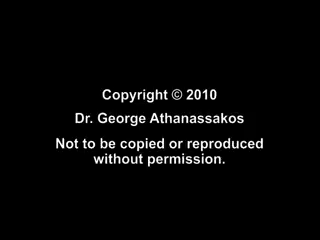 Copyright © 2010
Dr. George Athanassakos
Not to be copied or reproduced
without permission.